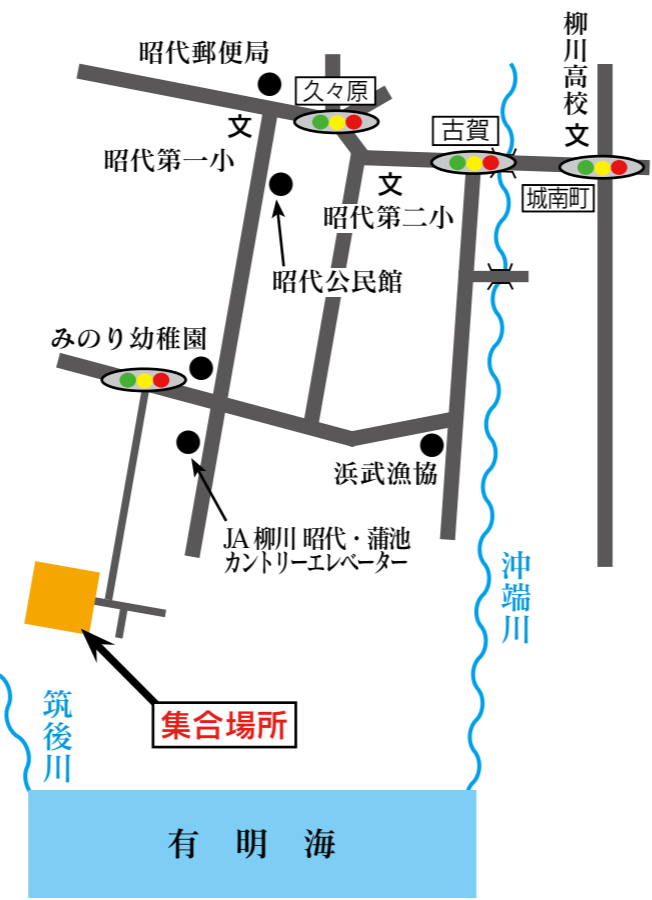 柳川高校
昭代郵便局
久々原
文
文
古賀
昭代第一小
文
城南町
昭代第二小
昭代公民館
みのり幼稚園
浜武漁協
JA 柳川 昭代・蒲池
カントリーエレベーター
沖端川
筑後川
集合場所
有明海